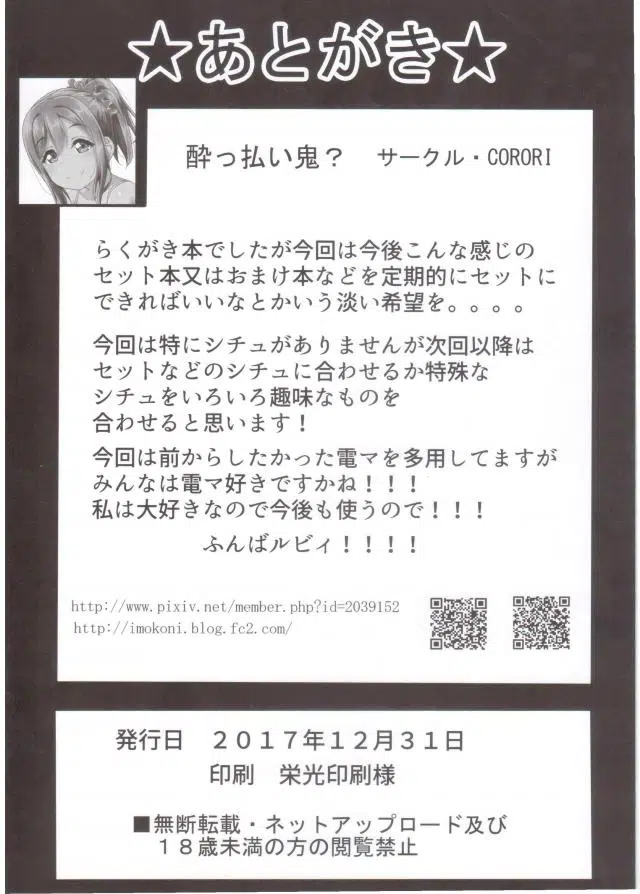 ☆あとがき☆
酔っ払い鬼？　サークル・CORORI
らくがき本でしたが今回は今後こんな感じの
セット本又はおまけ本などを定期的にセットに
できればいいなとかいう淡い希望を。。。。
今回は特にシチュがありませんが次回以降は
セットなどのシチュに合わせるか特殊な
シチュをいろいろ趣味なものを
合わせると思います！
今回は前からしたかった電マを多用してますが
みんなは電マ好きですかね！！！
私は大好きなので今後も使うので！！！
ふんばルビィ！！！！
http://www.pixiv.net/member.php?id=2039152
http://imokoni.blog.fc2.com/
発行日　２０１７年１２月３１日
印刷　栄光印刷様
■無断転載・ネットアップロード及び
１８歳未満の方の閲覧禁止